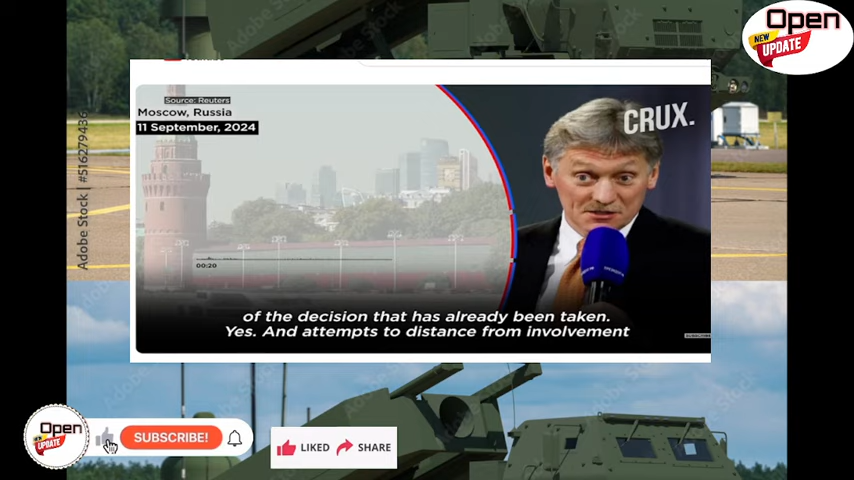 Open
NEW
UPDATE
Source: Reuters
Moscow, Russia
11 September, 2024
CRUX.
Adobe Stock | #516279436
00:20
of the decision that has already been taken.
Yes. And attempts to distance from involvement
Open
UPDATE
SUBSCRIBE!
LIKED
SHARE